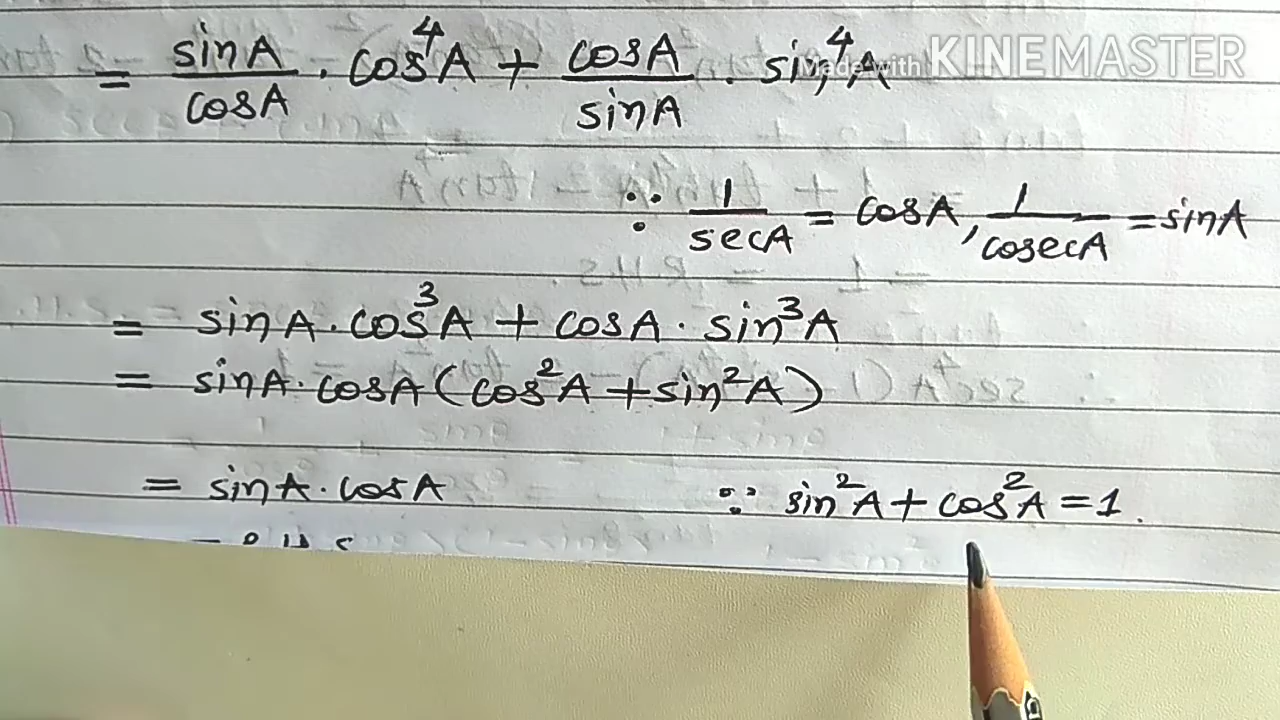 = sinA/cosA . cos⁴A + cosA/sinA . sin⁴A
Made with KINEMASTER
∵ 1/secA = cosA, 1/cosecA = sinA
= sinA . cos³A + cosA . sin³A
= sinA . cosA (cos²A + sin²A)
= sinA . cosA ∵ sin²A + cos²A = 1.